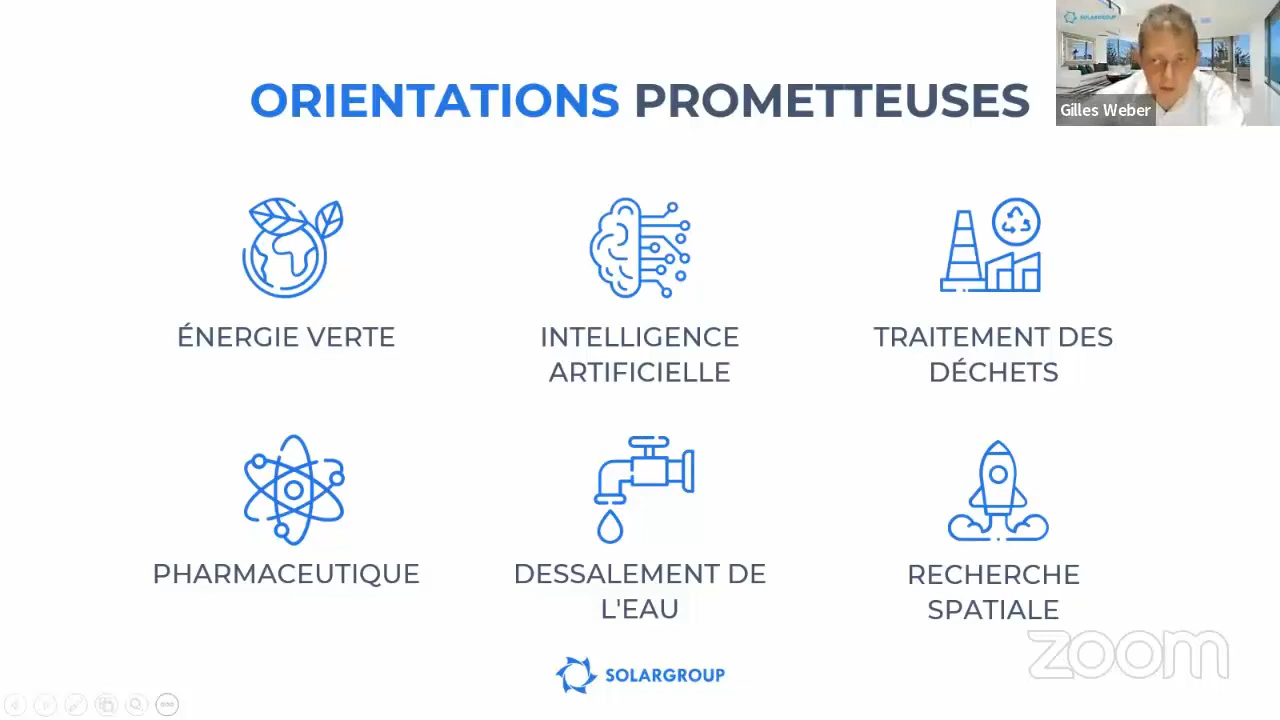 SOLARGROUP
ORIENTATIONS PROMETTEUSES
Gilles Weber
ÉNERGIE VERTE
INTELLIGENCE
ARTIFICIELLE
TRAITEMENT DES
DÉCHETS
PHARMACEUTIQUE
DESSALEMENT DE
L'EAU
RECHERCHE
SPATIALE
zoom
SOLARGROUP